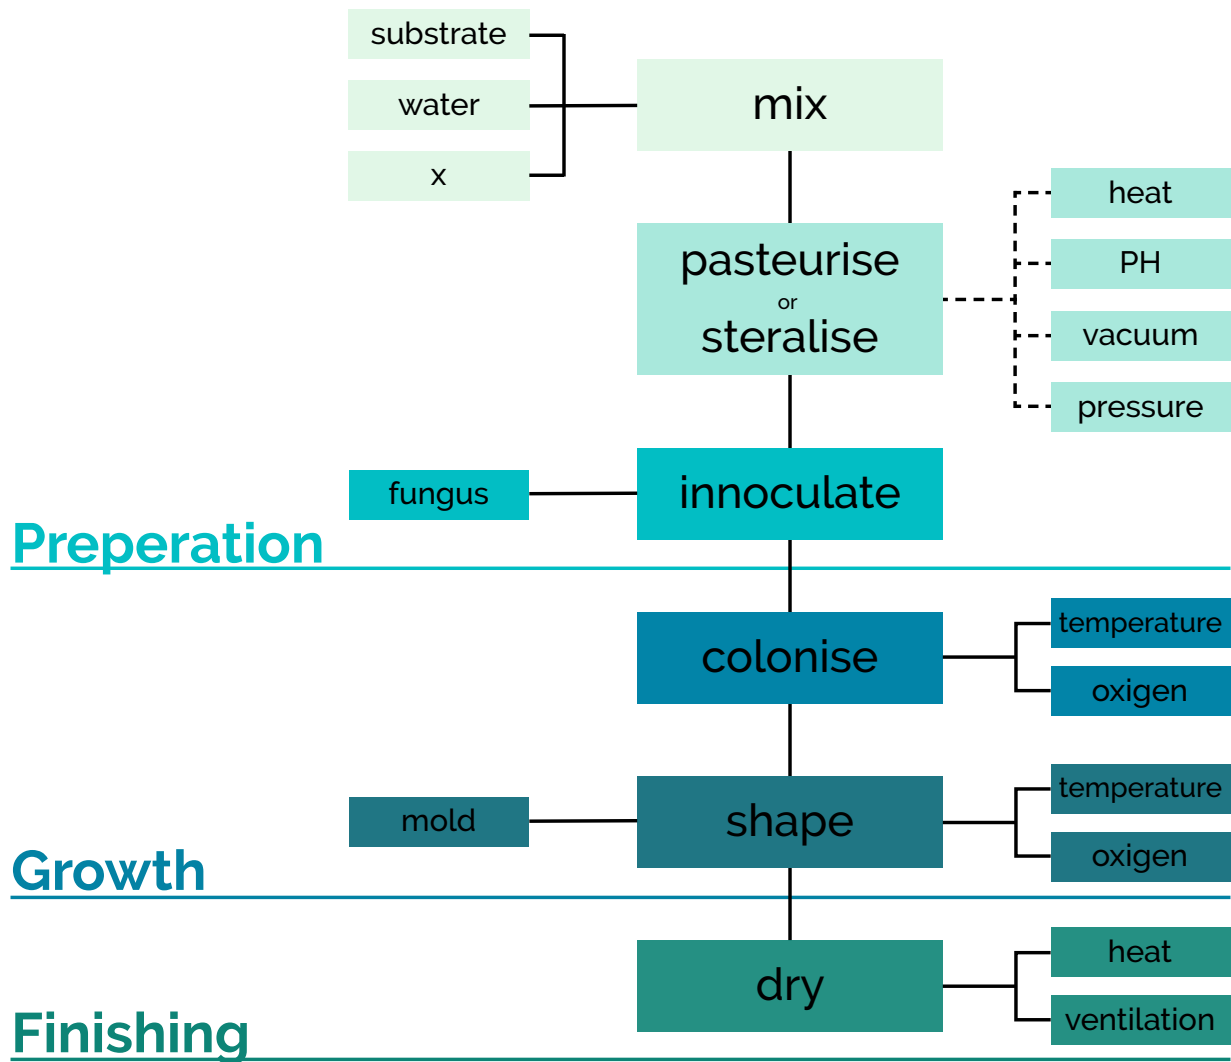 substrate
water
x
mix
pasteurise
or
steralise
heat
PH
vacuum
pressure
fungus
innoculate
Preperation
colonise
temperature
oxigen
mold
shape
temperature
oxigen
Growth
dry
heat
ventilation
Finishing